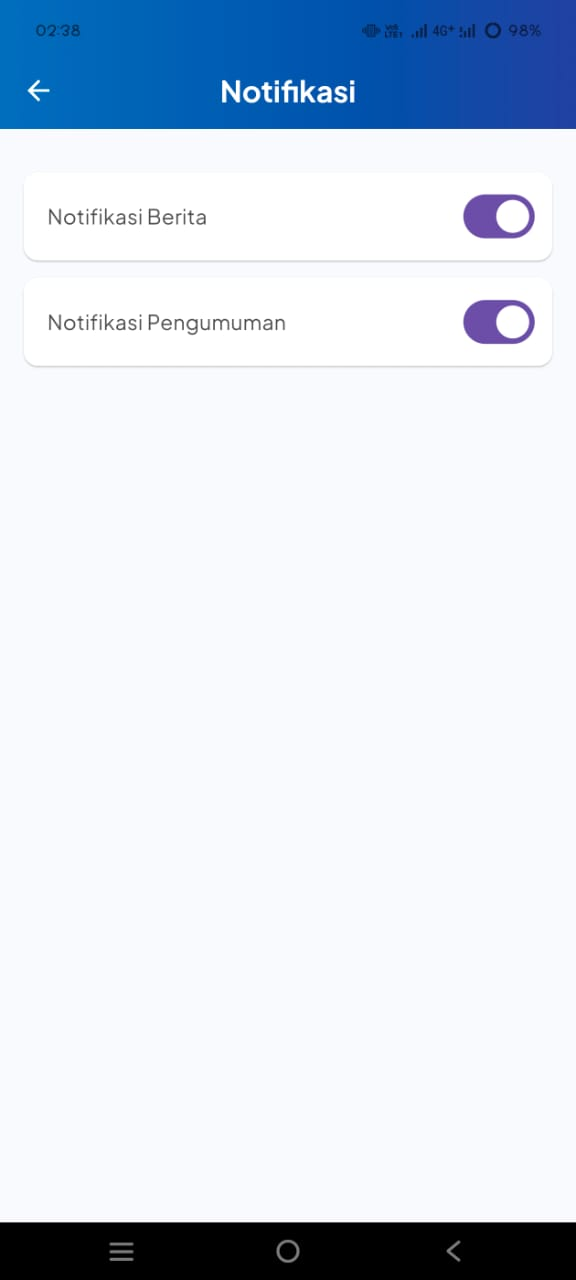 02:38 4G+ 98%
Notifikasi
Notifikasi Berita
Notifikasi Pengumuman